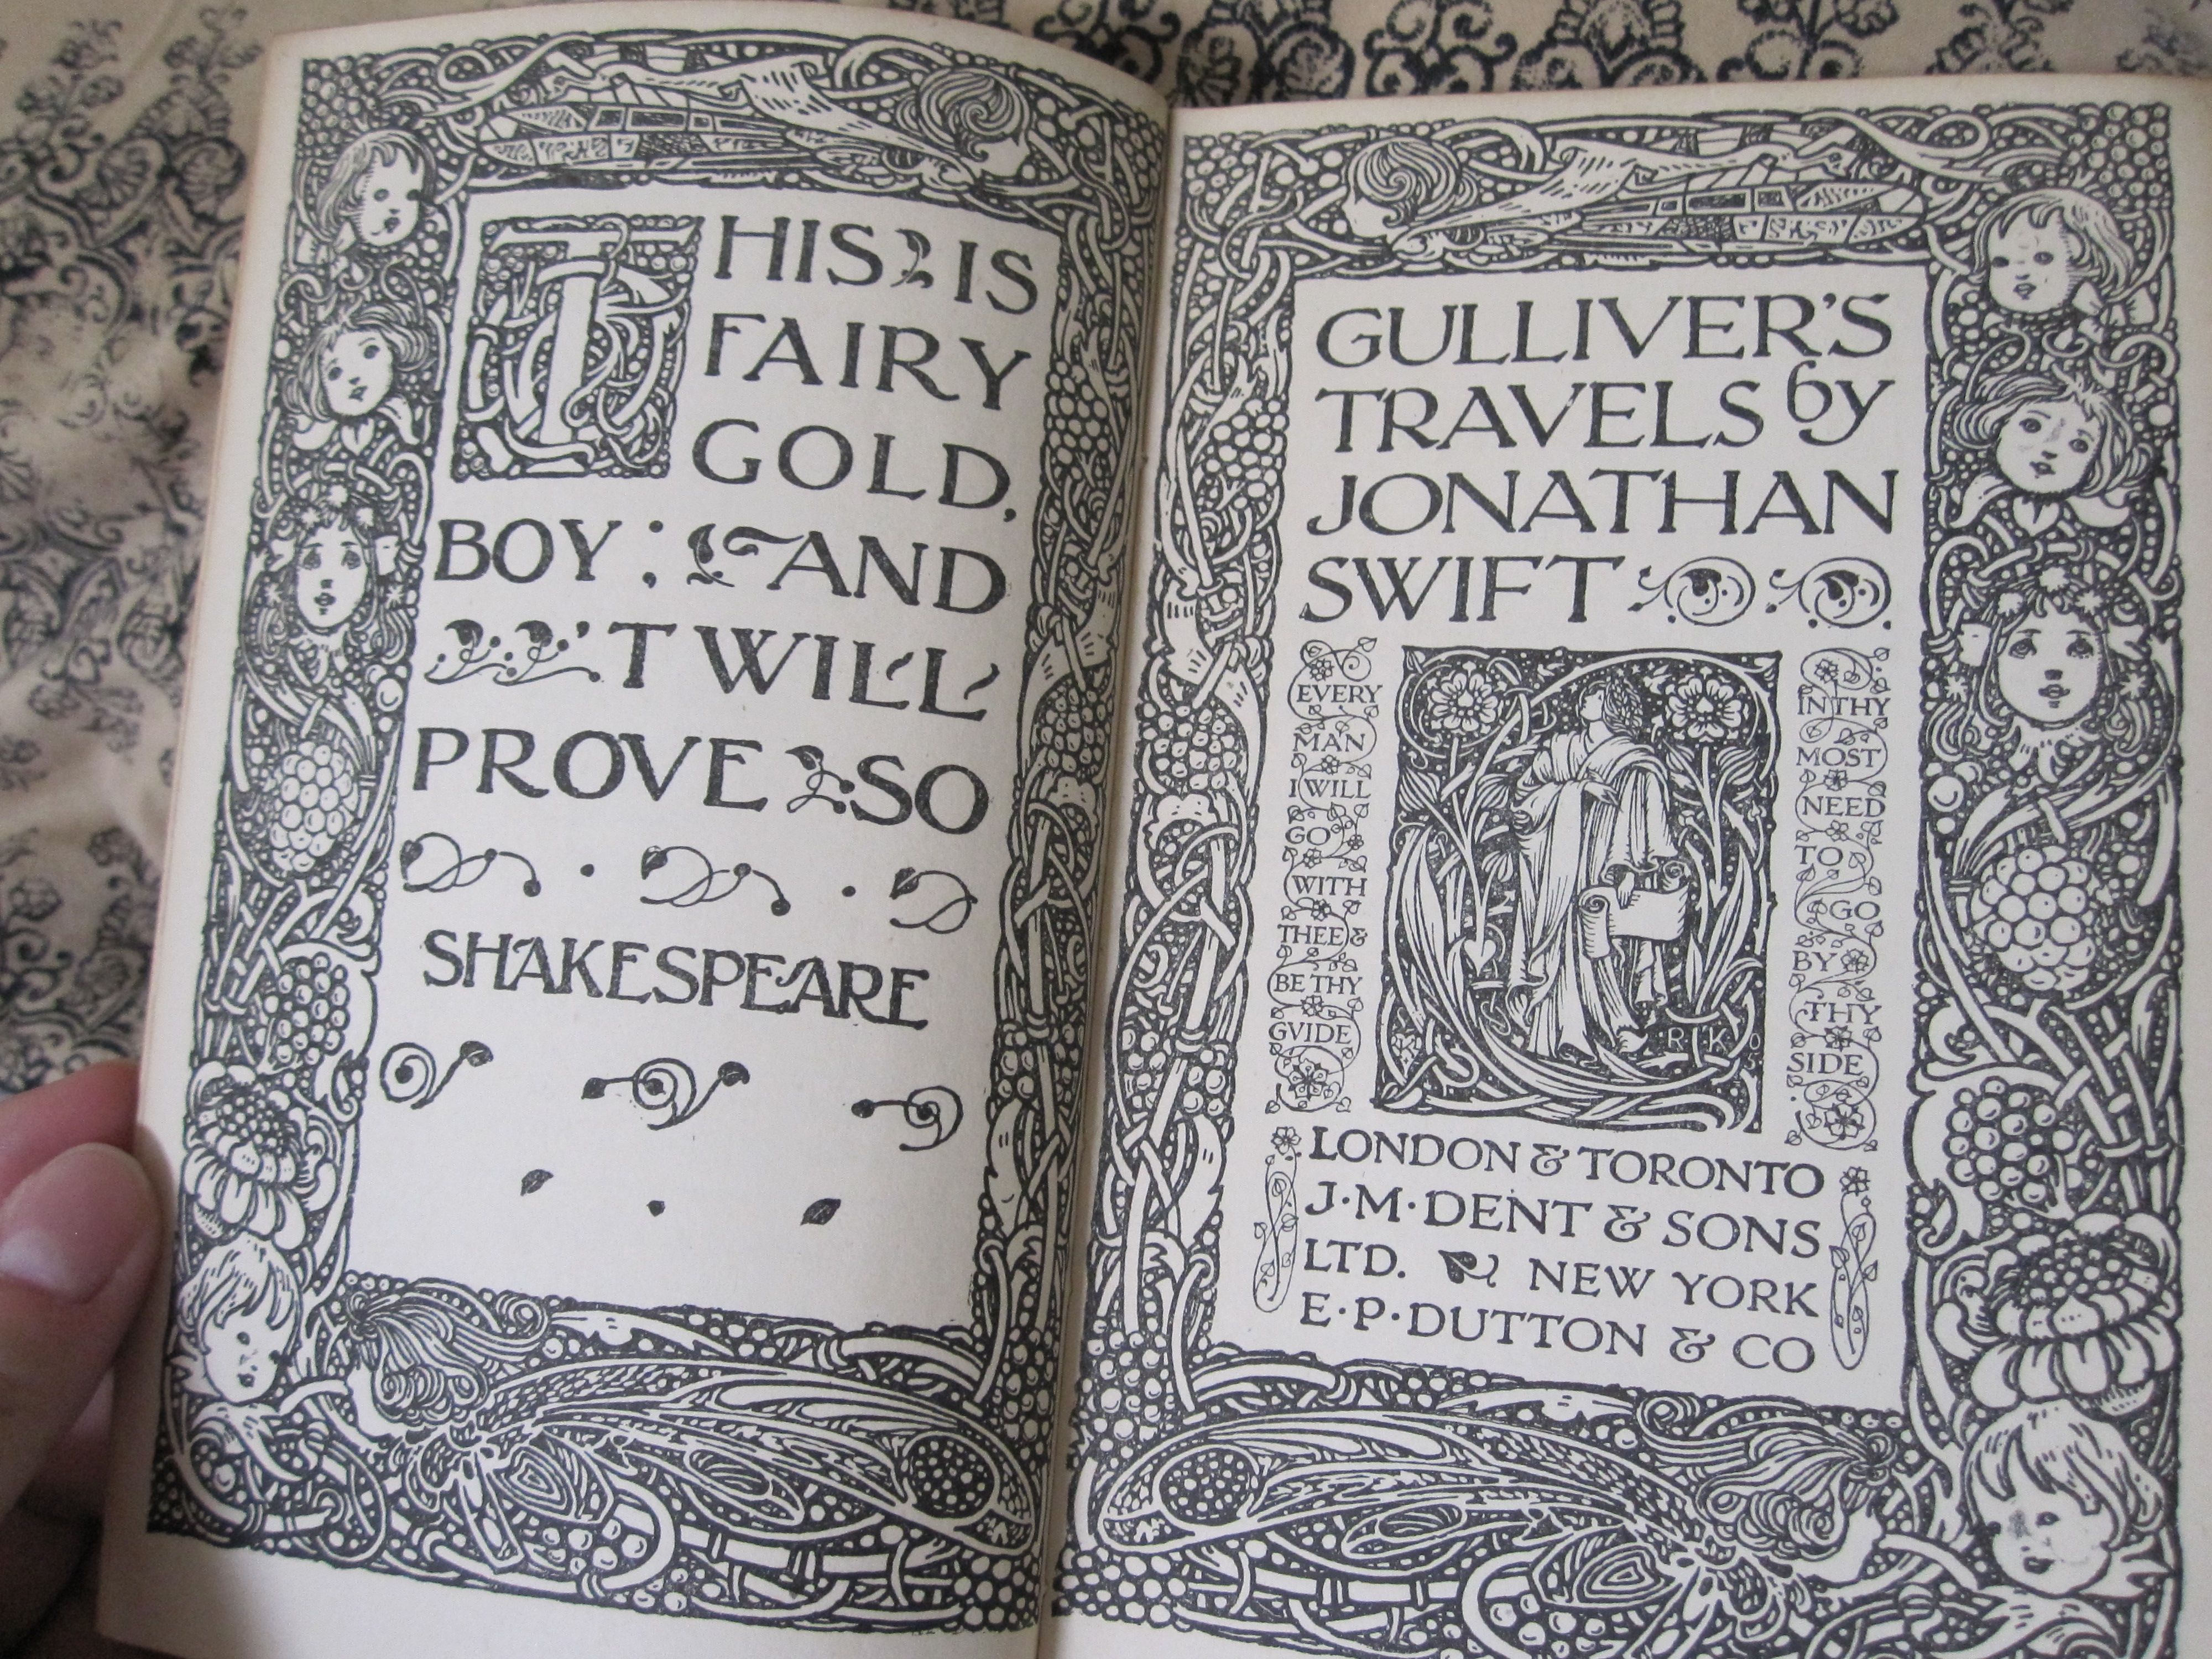 THIS IS
FAIRY
GOLD,
BOY; AND
'T WILL
PROVE SO
SHAKESPEARE
GULLIVER'S
TRAVELS by
JONATHAN
SWIFT
EVERY
MAN
I WILL
GO
WITH
THEE &
BE THY
GVIDE
IN THY
MOST
NEED
TO
GO
BY
THY
SIDE
R L K 05
LONDON & TORONTO
J·M·DENT & SONS
LTD. NEW YORK
E·P·DUTTON & CO